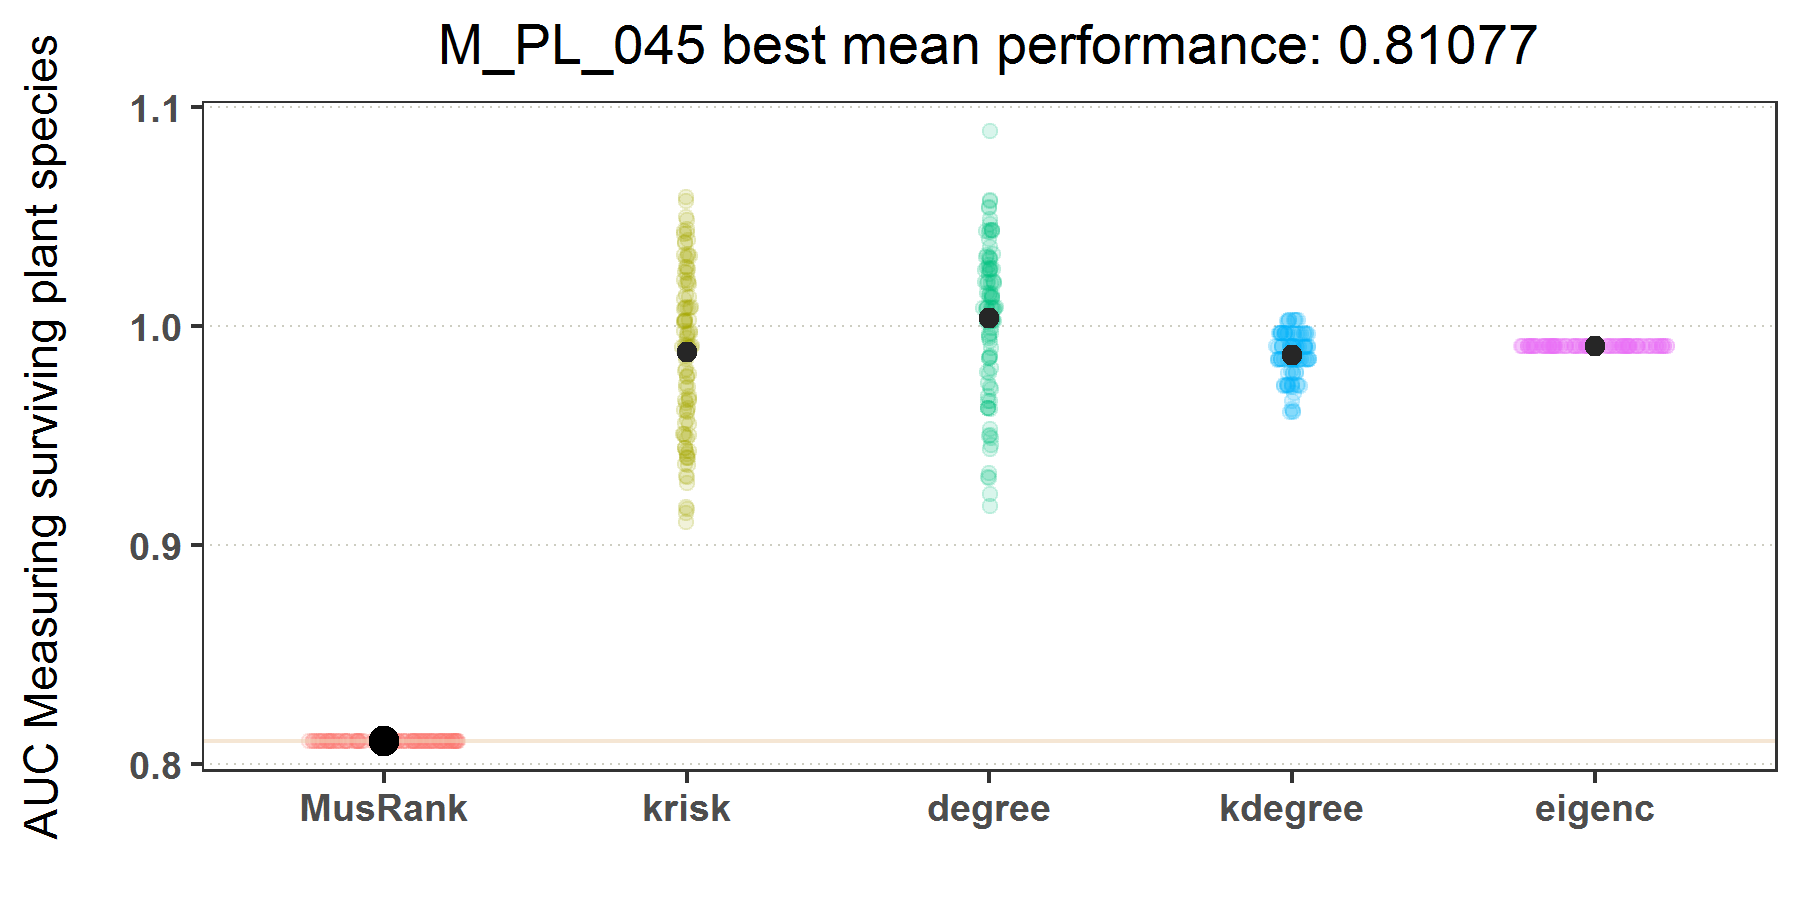 M_PL_045 best mean performance: 0.81077
AUC Measuring surviving plant species
1.1
1.0
0.9
0.8
MusRank krisk degree kdegree eigenc